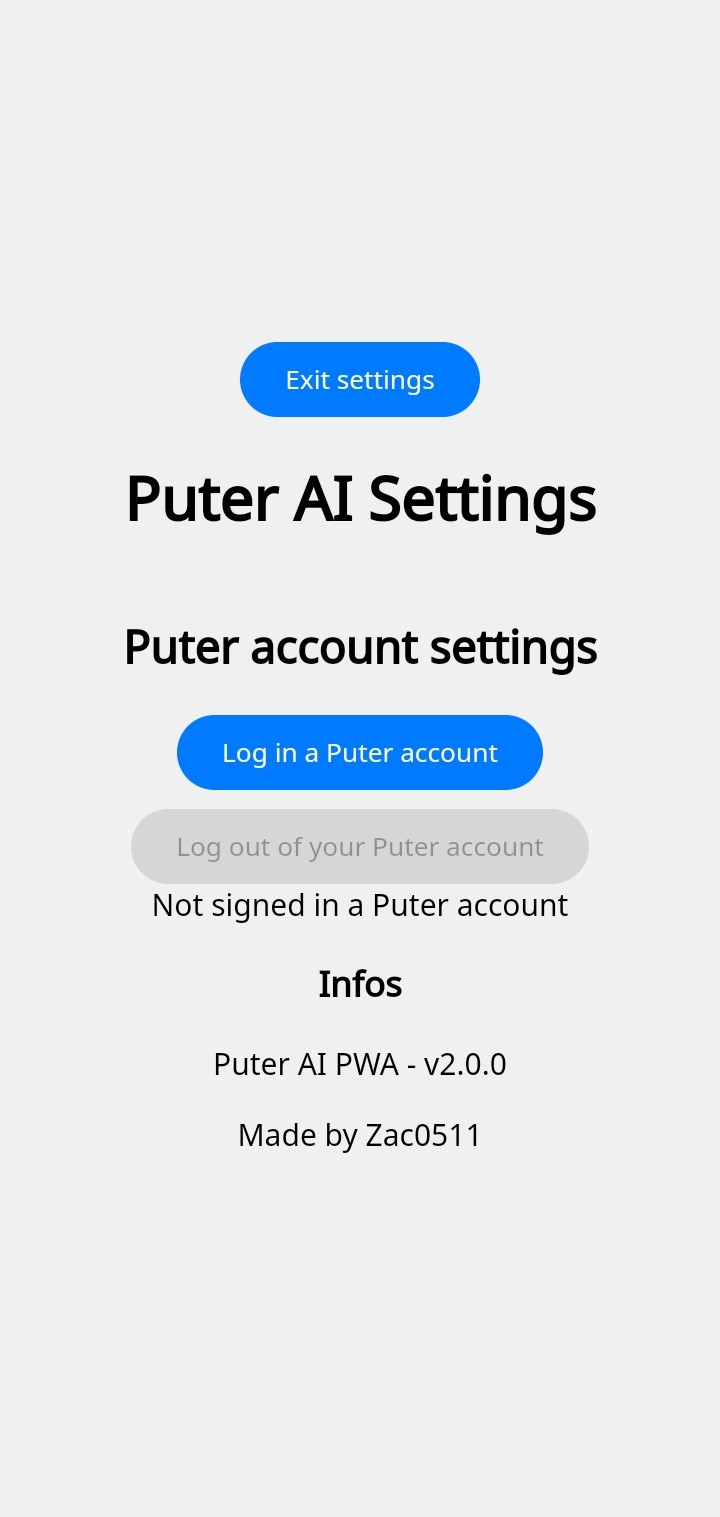 Exit settings
Puter AI Settings
Puter account settings
Log in a Puter account
Log out of your Puter account
Not signed in a Puter account
Infos
Puter AI PWA - v2.0.0
Made by Zac0511